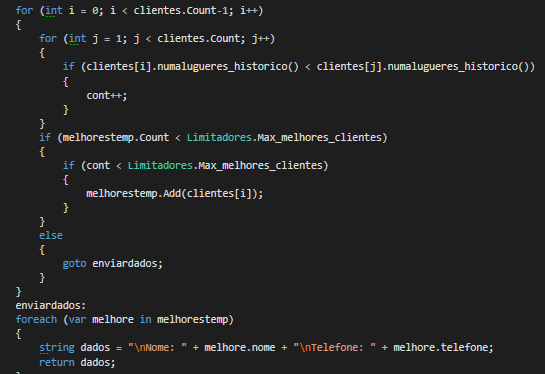 for (int i = 0; i < clientes.Count-1; i++)
{
for (int j = 1; j < clientes.Count; j++)
{
if (clientes[i].numalugueres_historico() < clientes[j].numalugueres_historico())
{
cont++;
}
}
if (melhorestemp.Count < Limitadores.Max_melhores_clientes)
{
if (cont < Limitadores.Max_melhores_clientes)
{
melhorestemp.Add(clientes[i]);
}
}
else
{
goto enviardados;
}
}
enviardados:
foreach (var melhore in melhorestemp)
{
string dados = "\nNome: " + melhore.nome + "\nTelefone: " + melhore.telefone;
return dados;
}